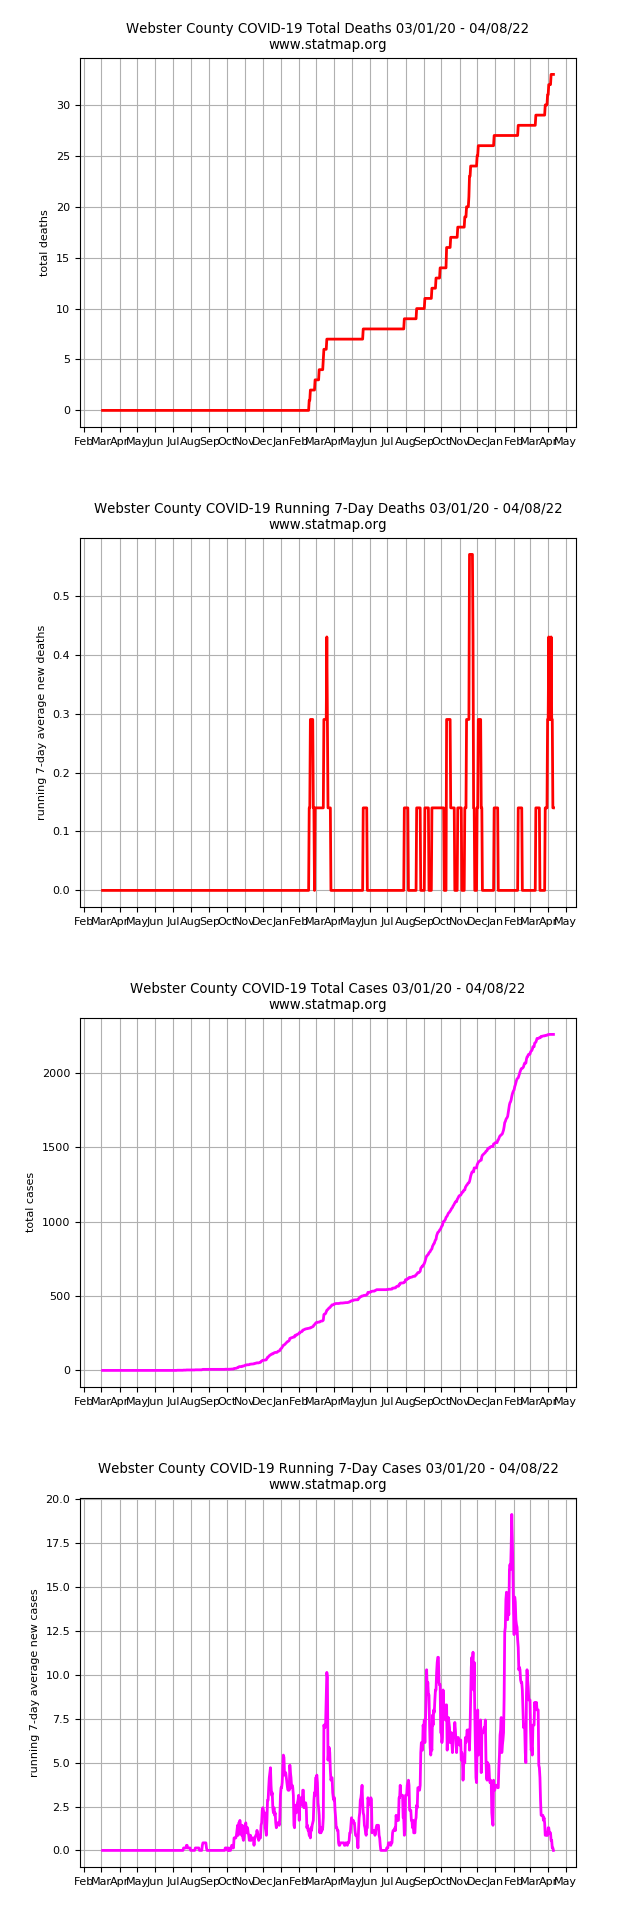 Webster County COVID-19 Total Deaths 03/01/20 - 04/08/22
www.statmap.org
30
25
20
15
10
5
0
total deaths
Feb Mar Apr May Jun Jul Aug Sep Oct Nov Dec Jan Feb Mar Apr May Jun Jul Aug Sep Oct Nov Dec Jan Feb Mar Apr May
Webster County COVID-19 Running 7-Day Deaths 03/01/20 - 04/08/22
www.statmap.org
0.5
0.4
0.3
0.2
0.1
0.0
running 7-day average new deaths
Feb Mar Apr May Jun Jul Aug Sep Oct Nov Dec Jan Feb Mar Apr May Jun Jul Aug Sep Oct Nov Dec Jan Feb Mar Apr May
Webster County COVID-19 Total Cases 03/01/20 - 04/08/22
www.statmap.org
2000
1500
1000
500
0
total cases
Feb Mar Apr May Jun Jul Aug Sep Oct Nov Dec Jan Feb Mar Apr May Jun Jul Aug Sep Oct Nov Dec Jan Feb Mar Apr May
Webster County COVID-19 Running 7-Day Cases 03/01/20 - 04/08/22
www.statmap.org
20.0
17.5
15.0
12.5
10.0
7.5
5.0
2.5
0.0
running 7-day average new cases
Feb Mar Apr May Jun Jul Aug Sep Oct Nov Dec Jan Feb Mar Apr May Jun Jul Aug Sep Oct Nov Dec Jan Feb Mar Apr May